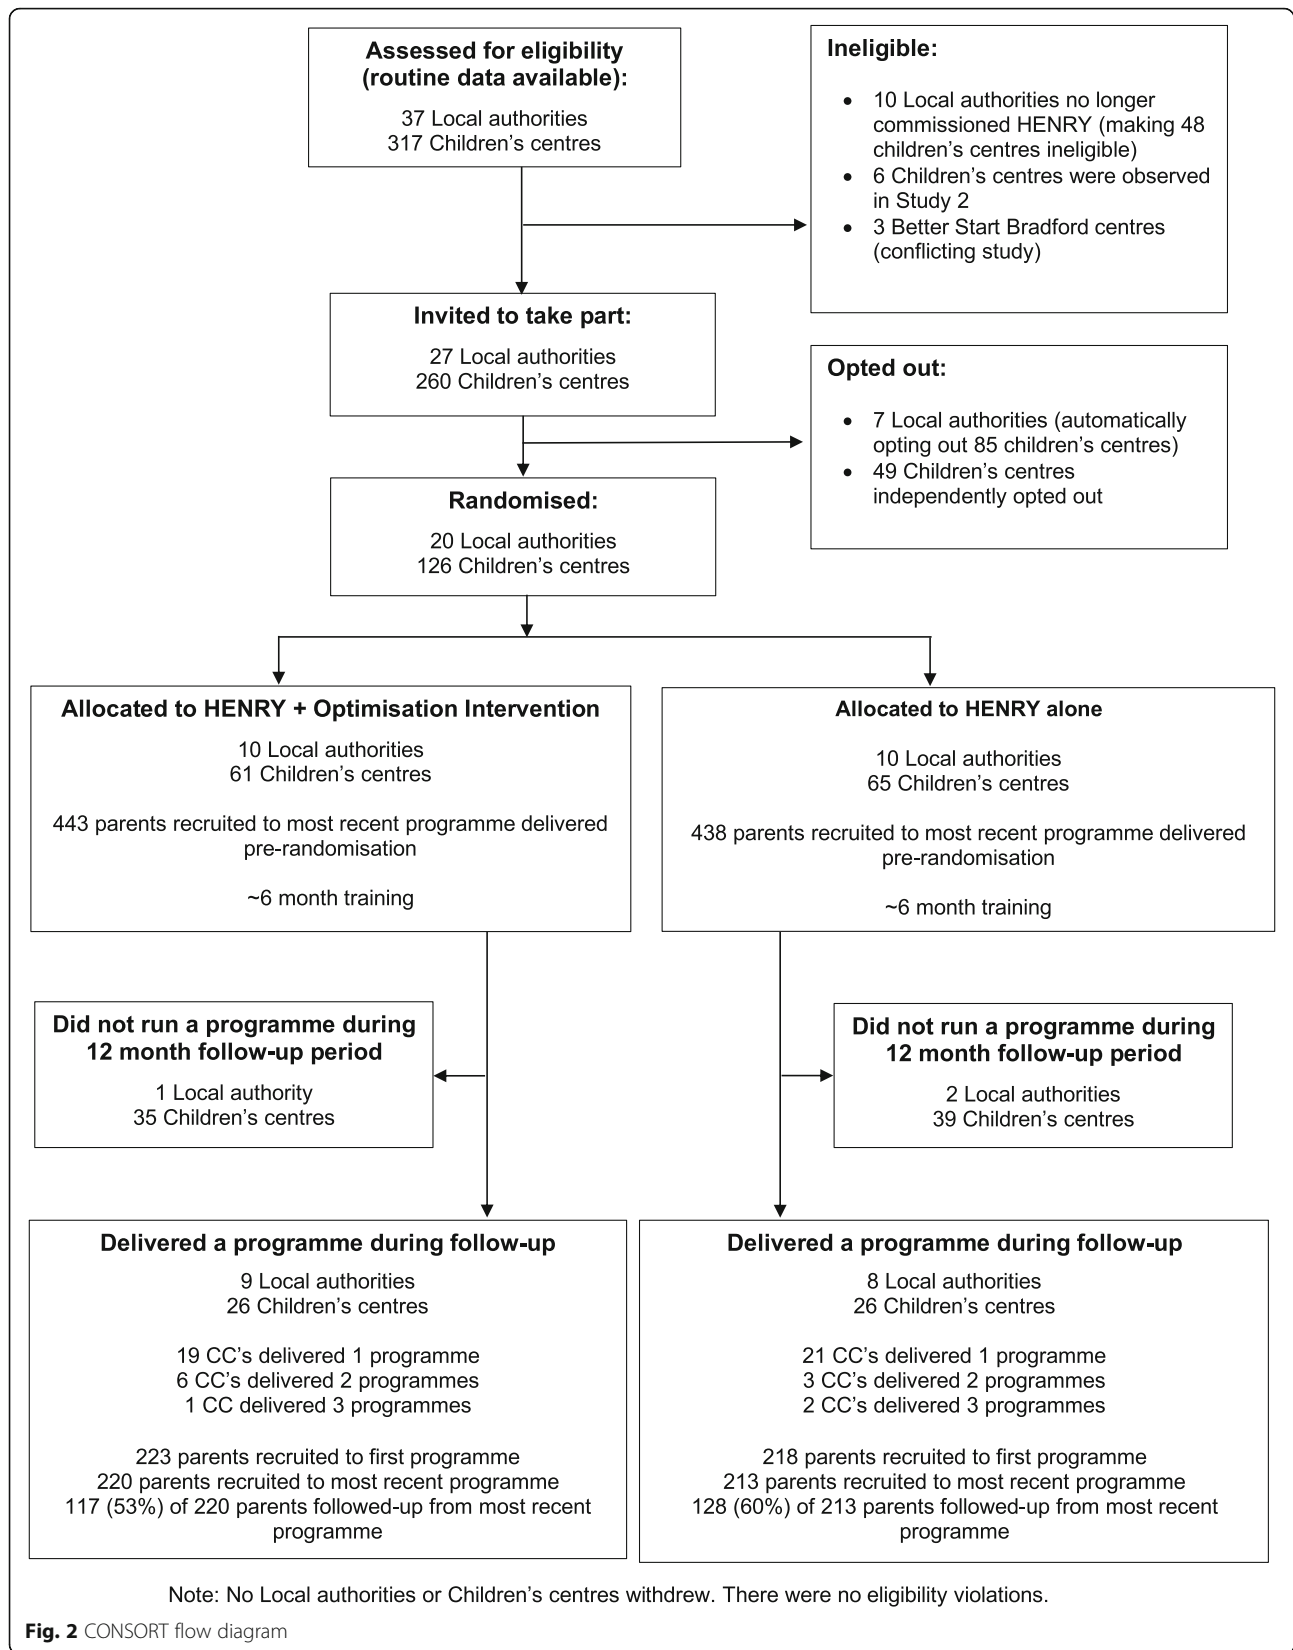 Assessed for eligibility
(routine data available):
37 Local authorities
317 Children's centres
Ineligible:
• 10 Local authorities no longer
commissioned HENRY (making 48
children's centres ineligible)
• 6 Children's centres were observed
in Study 2
• 3 Better Start Bradford centres
(conflicting study)
Invited to take part:
27 Local authorities
260 Children's centres
Opted out:
• 7 Local authorities (automatically
opting out 85 children's centres)
• 49 Children's centres
independently opted out
Randomised:
20 Local authorities
126 Children's centres
Allocated to HENRY + Optimisation Intervention
10 Local authorities
61 Children's centres
443 parents recruited to most recent programme delivered
pre-randomisation
~6 month training
Allocated to HENRY alone
10 Local authorities
65 Children's centres
438 parents recruited to most recent programme delivered
pre-randomisation
~6 month training
Did not run a programme during
12 month follow-up period
1 Local authority
35 Children's centres
Did not run a programme during
12 month follow-up period
2 Local authorities
39 Children's centres
Delivered a programme during follow-up
9 Local authorities
26 Children's centres
19 CC's delivered 1 programme
6 CC's delivered 2 programmes
1 CC delivered 3 programmes
223 parents recruited to first programme
220 parents recruited to most recent programme
117 (53%) of 220 parents followed-up from most recent
programme
Delivered a programme during follow-up
8 Local authorities
26 Children's centres
21 CC's delivered 1 programme
3 CC's delivered 2 programmes
2 CC's delivered 3 programmes
218 parents recruited to first programme
213 parents recruited to most recent programme
128 (60%) of 213 parents followed-up from most recent
programme
Note: No Local authorities or Children's centres withdrew. There were no eligibility violations.
Fig. 2 CONSORT flow diagram